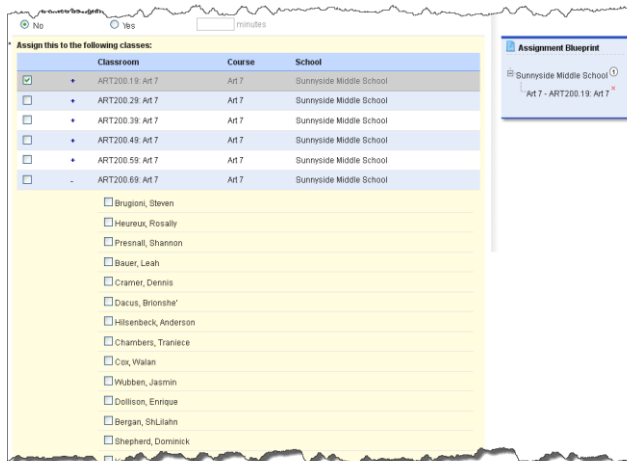 No Yes minutes
* Assign this to the following classes:
Classroom Course School
+ ART200.19: Art 7 Art 7 Sunnyside Middle School
+ ART200.29: Art 7 Art 7 Sunnyside Middle School
+ ART200.39: Art 7 Art 7 Sunnyside Middle School
+ ART200.49: Art 7 Art 7 Sunnyside Middle School
+ ART200.59: Art 7 Art 7 Sunnyside Middle School
- ART200.69: Art 7 Art 7 Sunnyside Middle School
Brugioni, Steven
Heureux, Rosally
Presnall, Shannon
Bauer, Leah
Cramer, Dennis
Dacus, Brionshe'
Hilsenbeck, Anderson
Chambers, Traniece
Cox, Walan
Wubben, Jasmin
Dollison, Enrique
Bergan, ShLilahn
Shepherd, Dominick
Assignment Blueprint
Sunnyside Middle School 1
Art 7 - ART200.19: Art 7 *